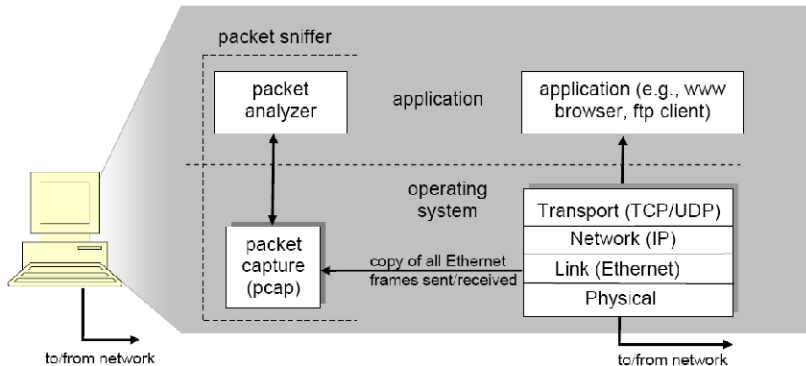 packet sniffer
packet
analyzer
application
application (e.g., www
browser, ftp client)
operating
system
packet
capture
(pcap)
copy of all Ethernet
frames sent/received
Transport (TCP/UDP)
Network (IP)
Link (Ethernet)
Physical
to/from network
to/from network